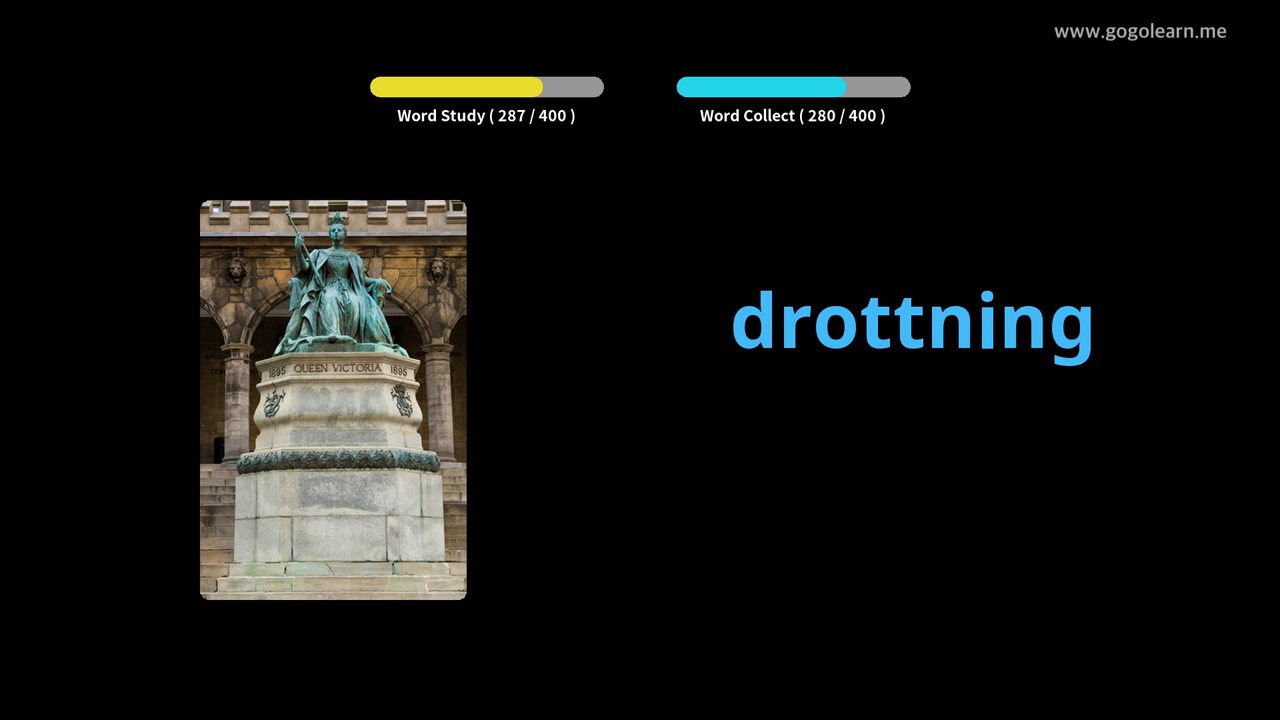 www.gogolearn.me
Word Study ( 287 / 400 )
Word Collect ( 280 / 400 )
drottning
1895 QUEEN VICTORIA 1895